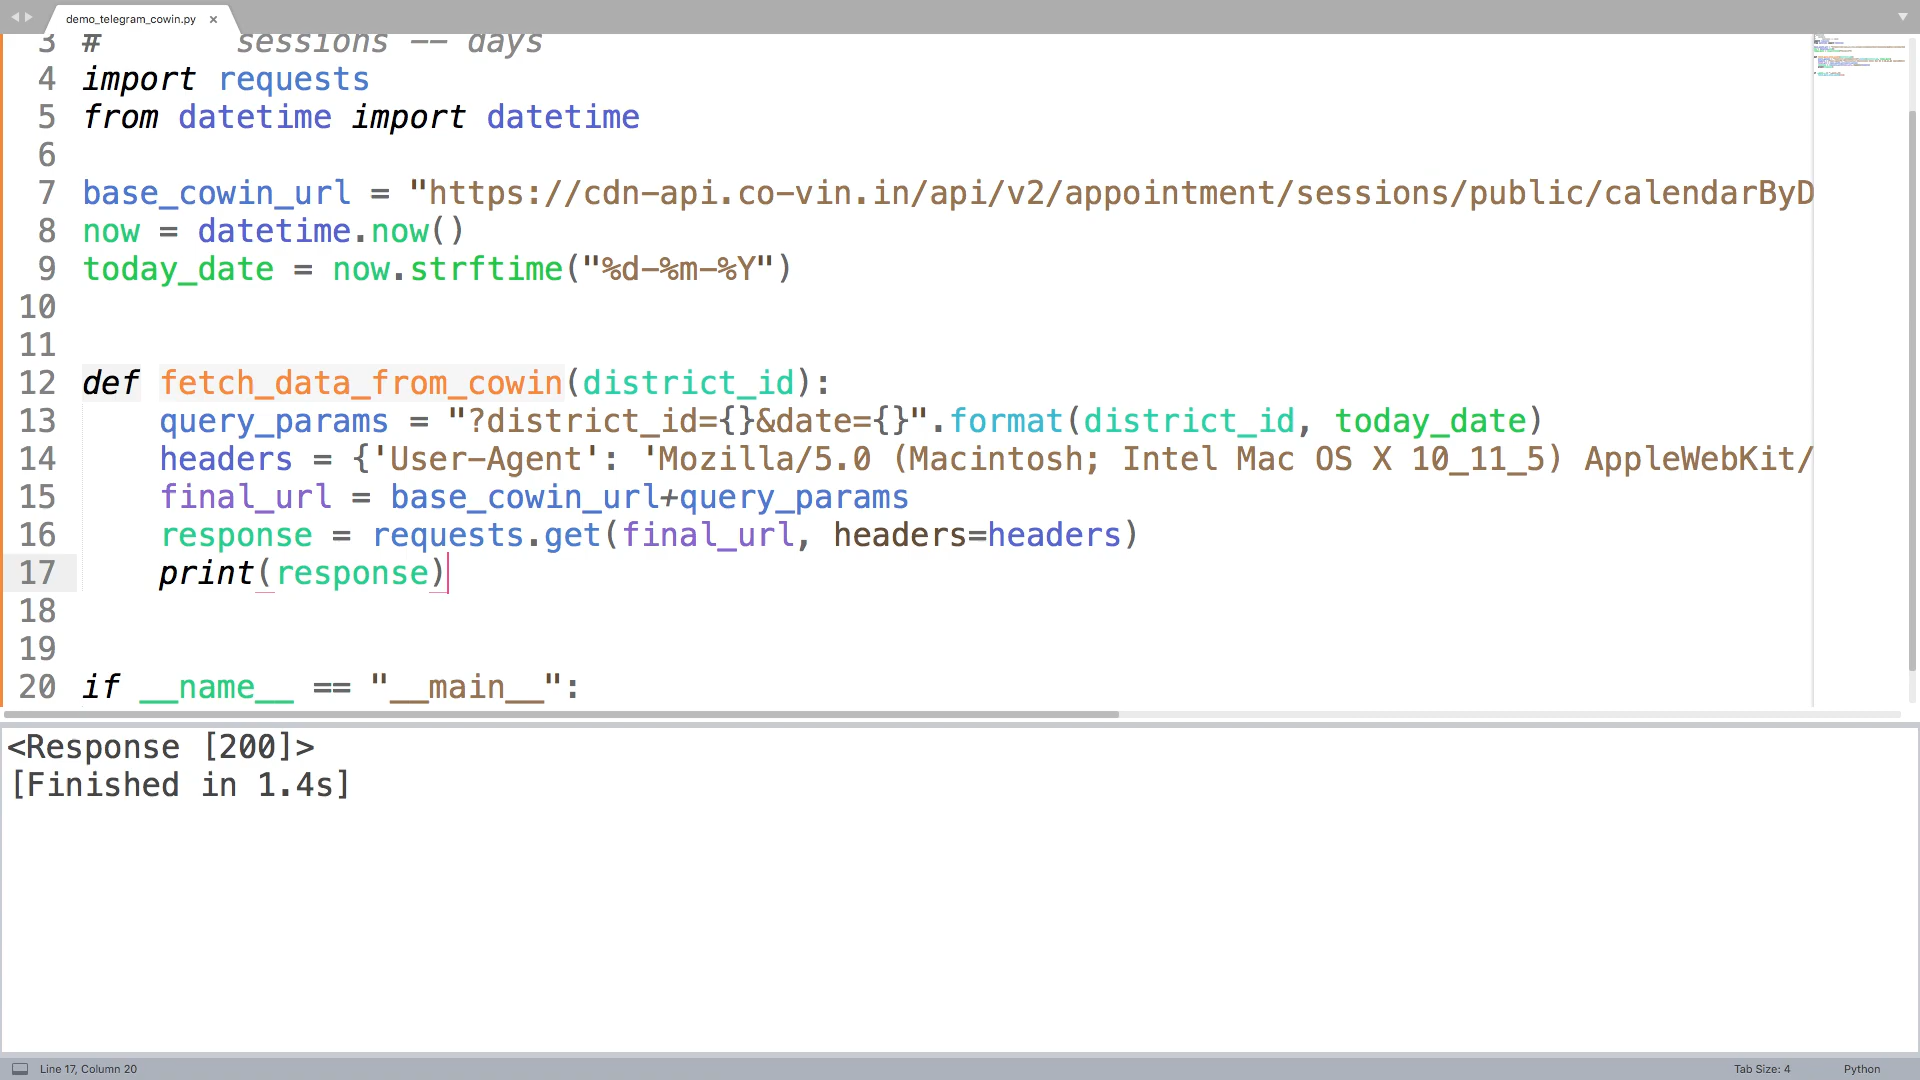 demo_telegram_cowin.py ×
3 # sessions -- days
4 import requests
5 from datetime import datetime
6
7 base_cowin_url = "https://cdn-api.co-vin.in/api/v2/appointment/sessions/public/calendarByD
8 now = datetime.now()
9 today_date = now.strftime("%d-%m-%Y")
10
11
12 def fetch_data_from_cowin(district_id):
13 query_params = "?district_id={}&date={}".format(district_id, today_date)
14 headers = {'User-Agent': 'Mozilla/5.0 (Macintosh; Intel Mac OS X 10_11_5) AppleWebKit/
15 final_url = base_cowin_url+query_params
16 response = requests.get(final_url, headers=headers)
17 print(response)
18
19
20 if __name__ == "__main__":
<Response [200]>
[Finished in 1.4s]
Line 17, Column 20 Tab Size: 4 Python